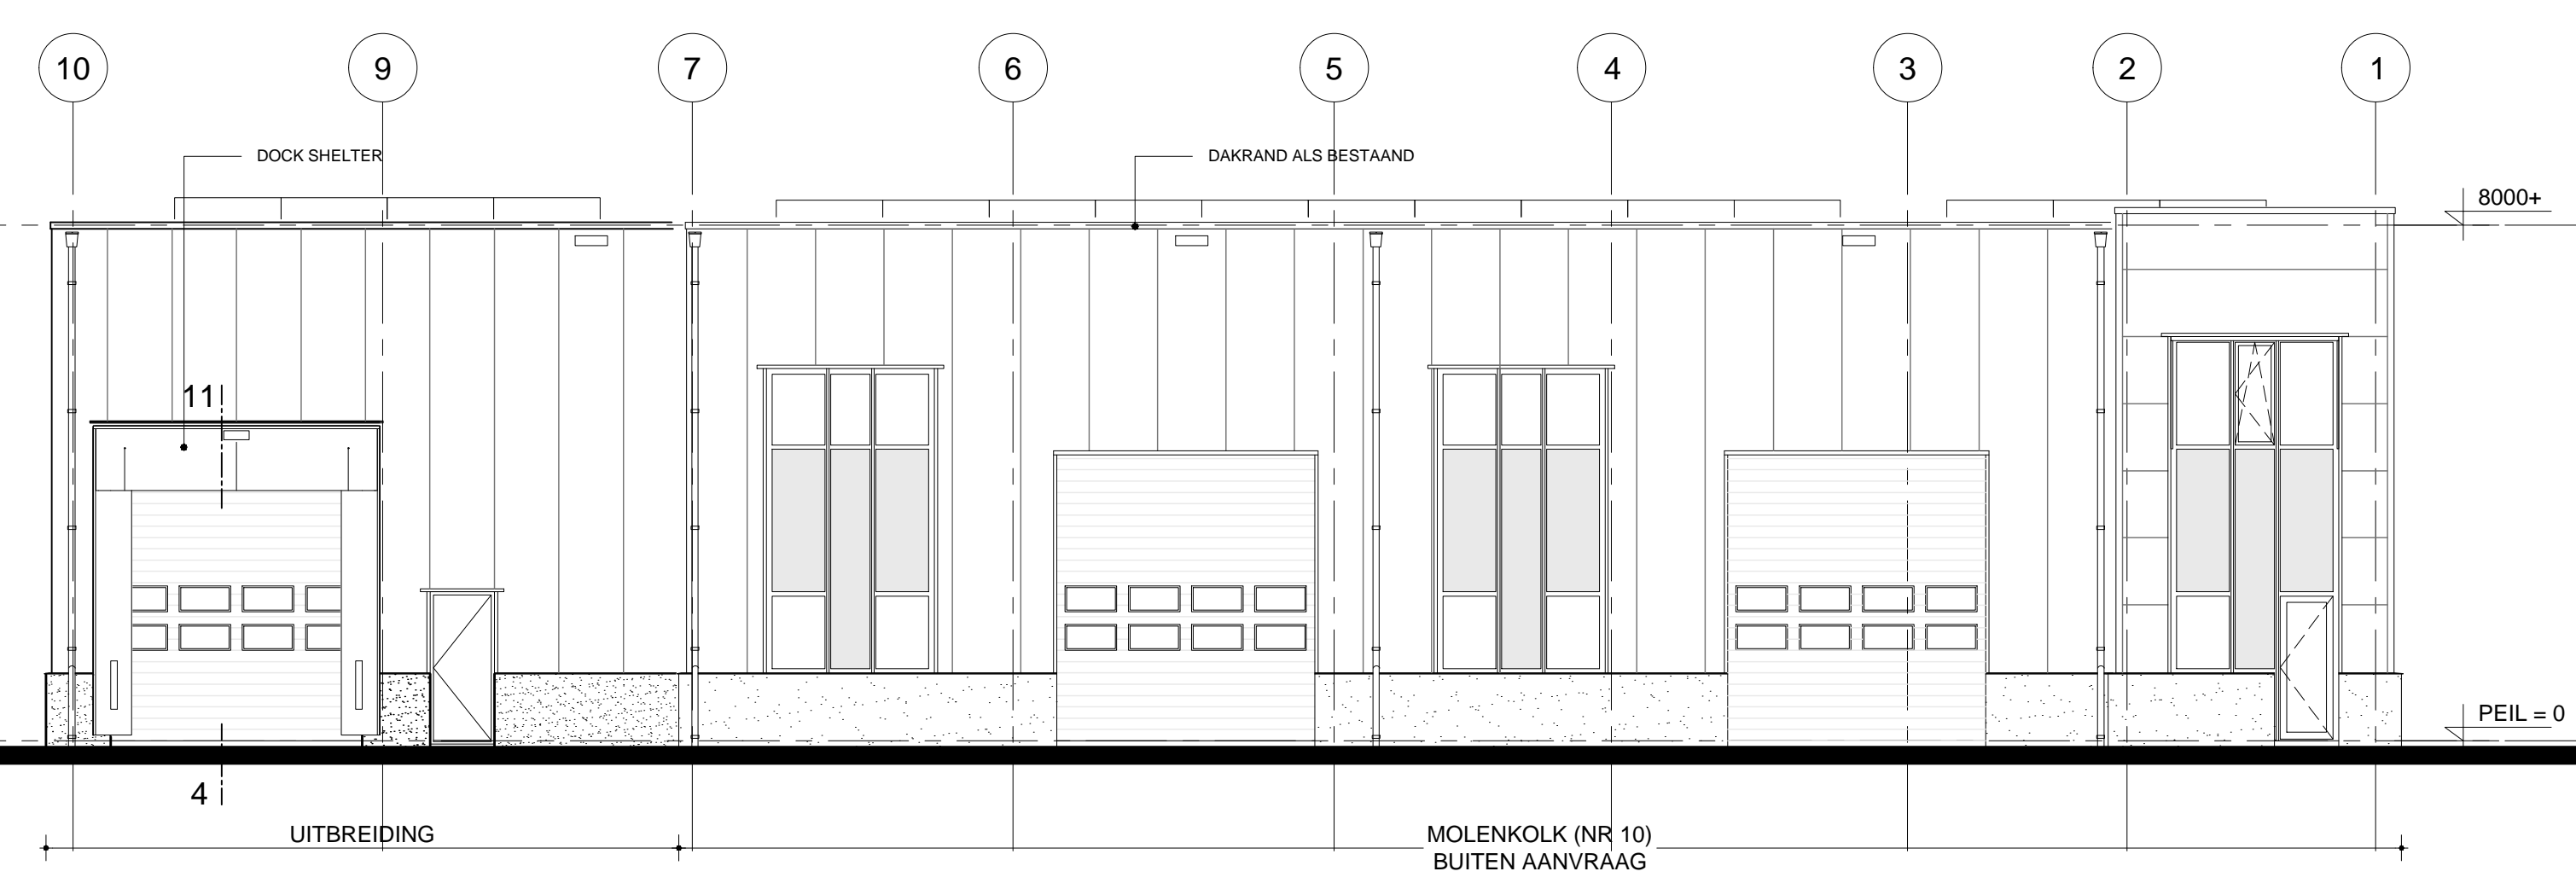 10 9 7 6 5 4 3 2 1
DOCK SHELTER
DAKRAND ALS BESTAAND
8000+
11
PEIL = 0
4
UITBREIDING
MOLENKOLK (NR 10)
BUITEN AANVRAAG